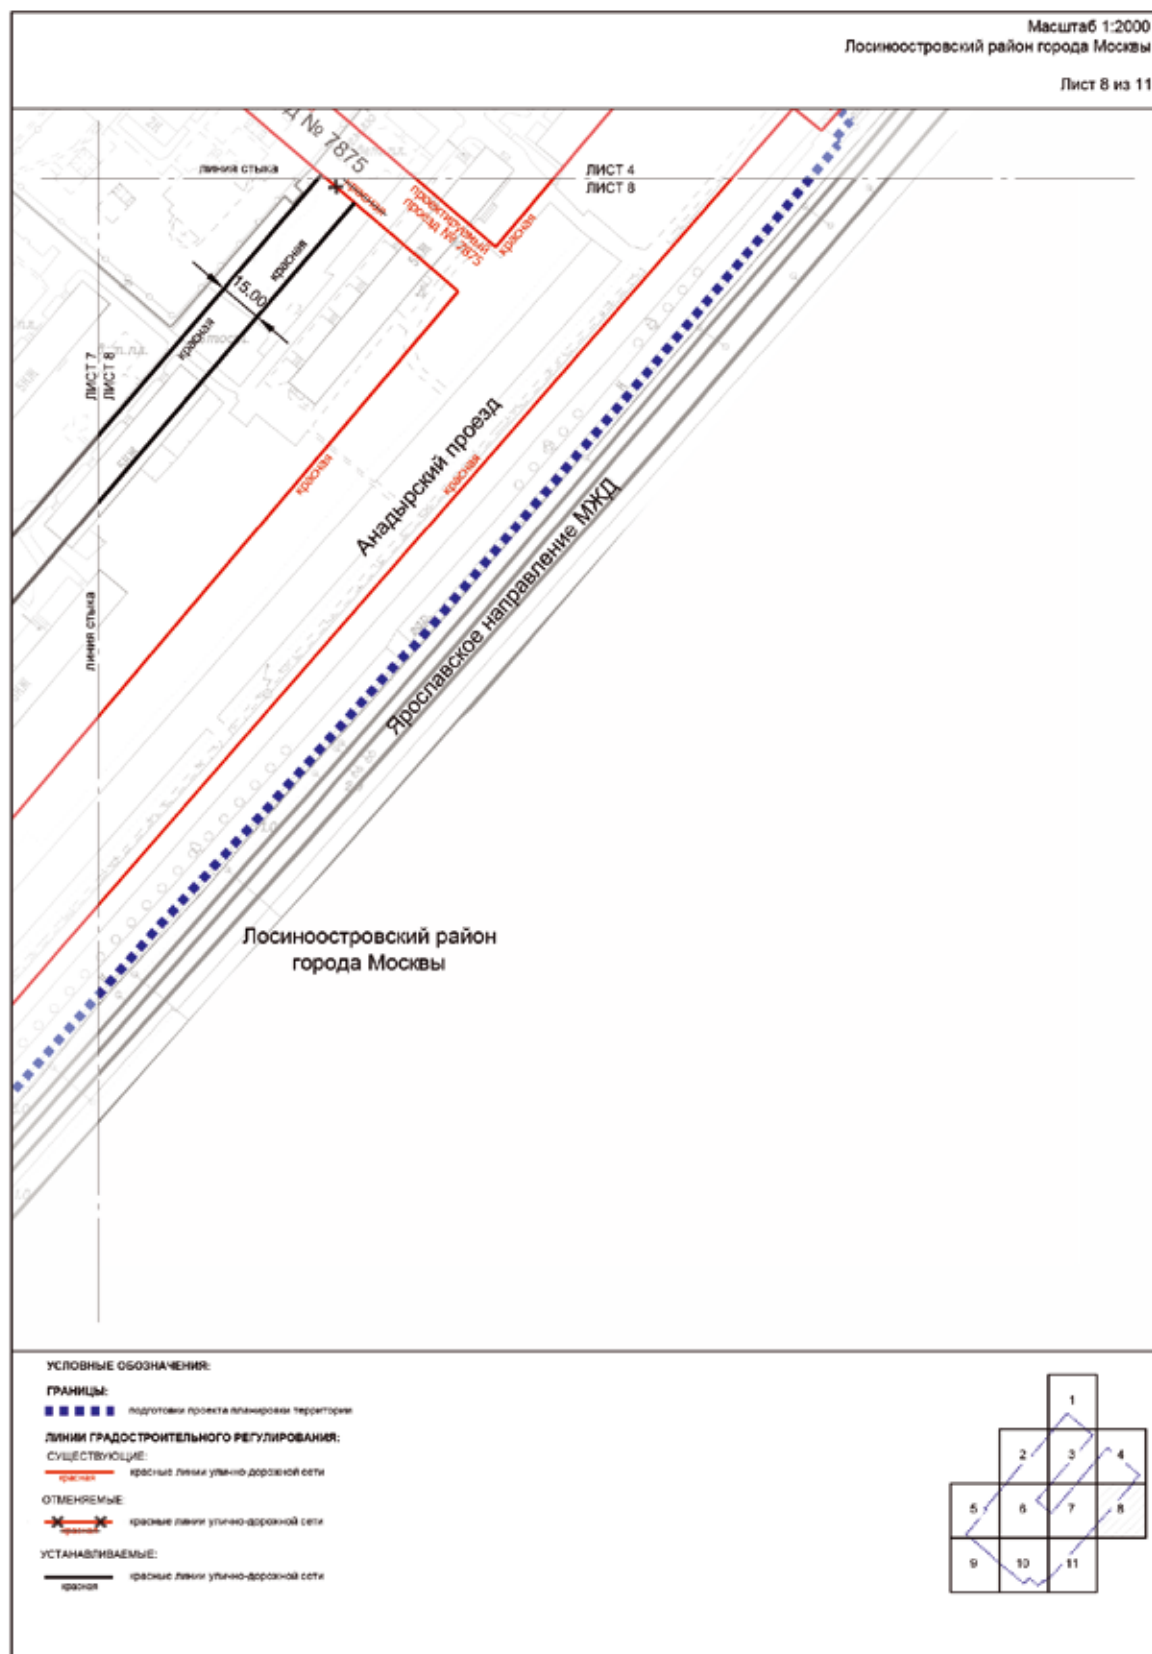 Масштаб 1:2000
Лосиноостровский район города Москвы
Лист 8 из 11
д № 7875
линия стыка
ЛИСТ 4
ЛИСТ 8
красная
проектируемый
проезд № 7875
красная
красная
15.00
красная
ЛИСТ 7
ЛИСТ 8
красная
Анадырский проезд
красная
Ярославское направление МЖД
линия стыка
Лосиноостровский район
города Москвы
УСЛОВНЫЕ ОБОЗНАЧЕНИЯ:
ГРАНИЦЫ:
подготовки проекта планировки территории
ЛИНИИ ГРАДОСТРОИТЕЛЬНОГО РЕГУЛИРОВАНИЯ:
СУЩЕСТВУЮЩИЕ:
красная красные линии улично-дорожной сети
ОТМЕНЯЕМЫЕ
красная красные линии улично-дорожной сети
УСТАНАВЛИВАЕМЫЕ:
красная красные линии улично-дорожной сети
1
2 3 4
5 6 7 8
9 10 11